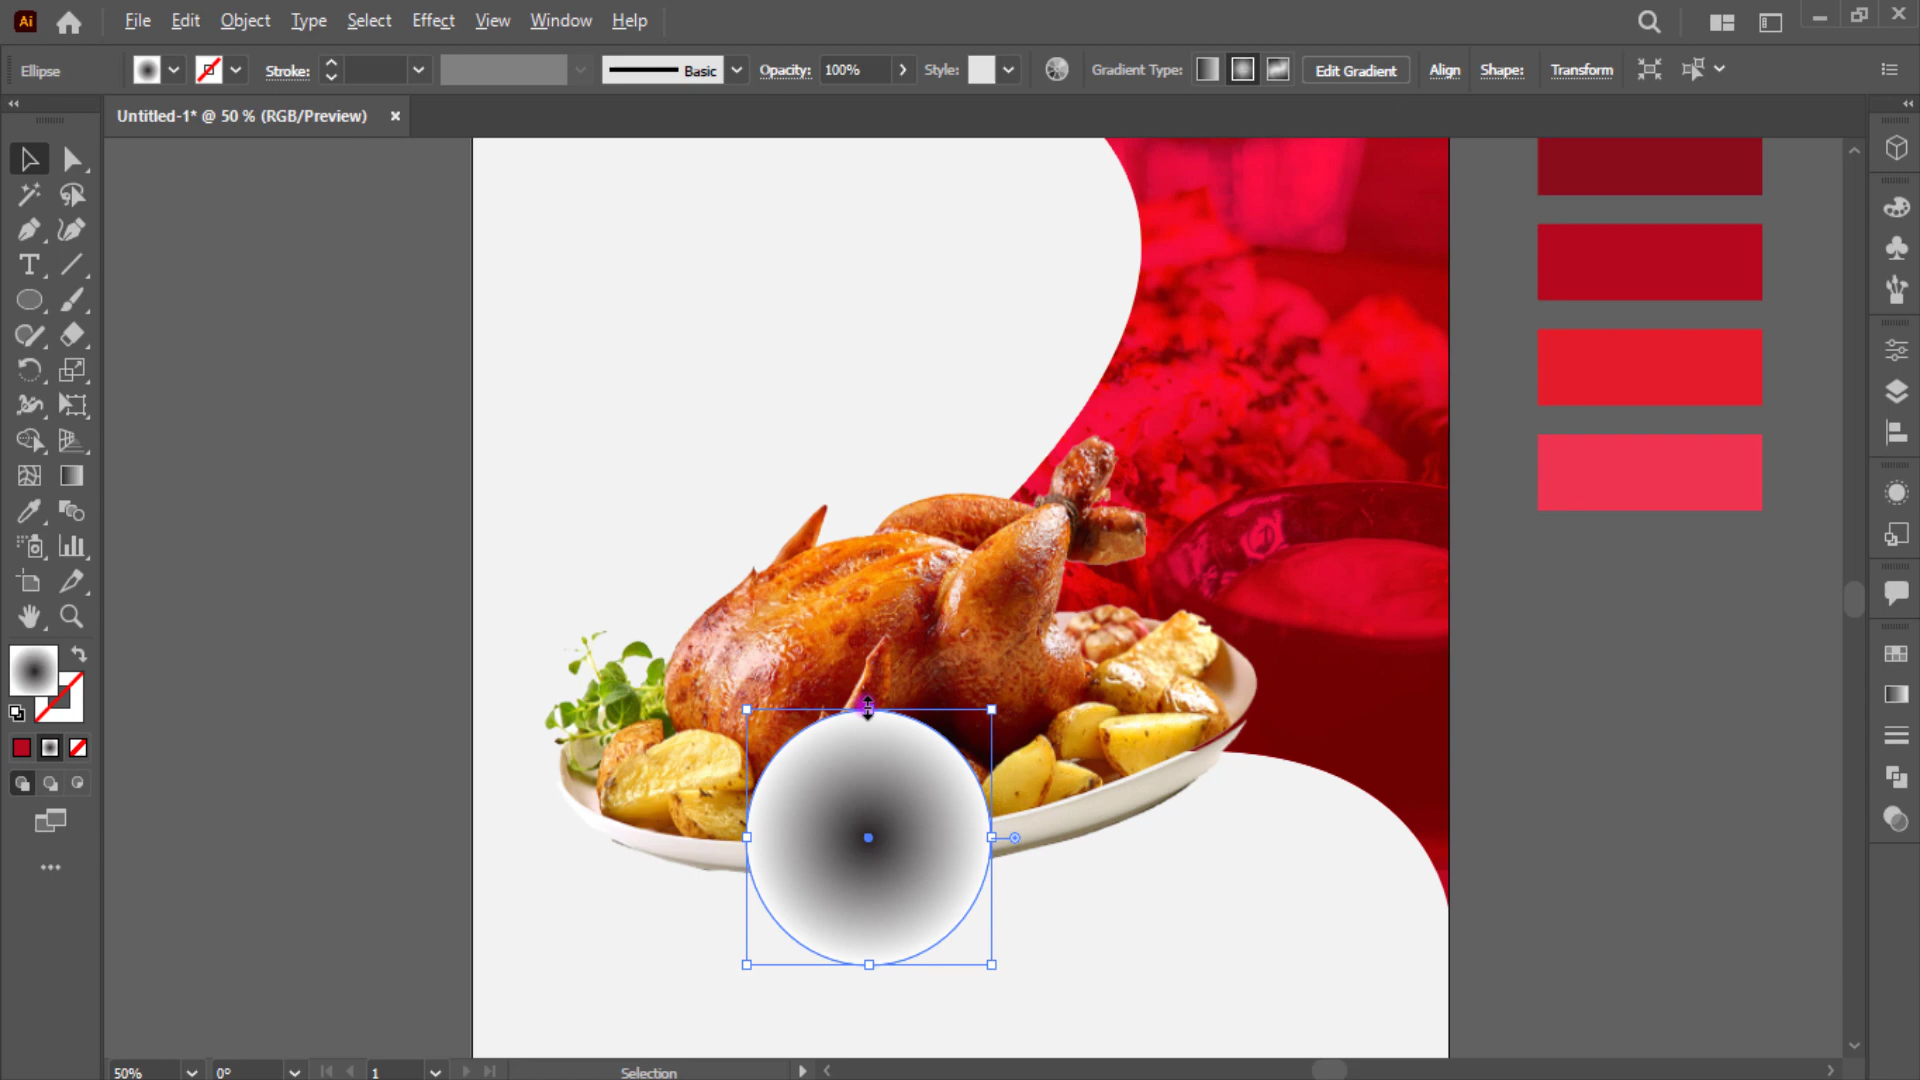 Ai File Edit Object Type Select Effect View Window Help
Ellipse Stroke: Basic Opacity: 100% Style: Gradient Type: Edit Gradient Align Shape: Transform
Untitled-1* @ 50 % (RGB/Preview)
50% 0° 1 Selection